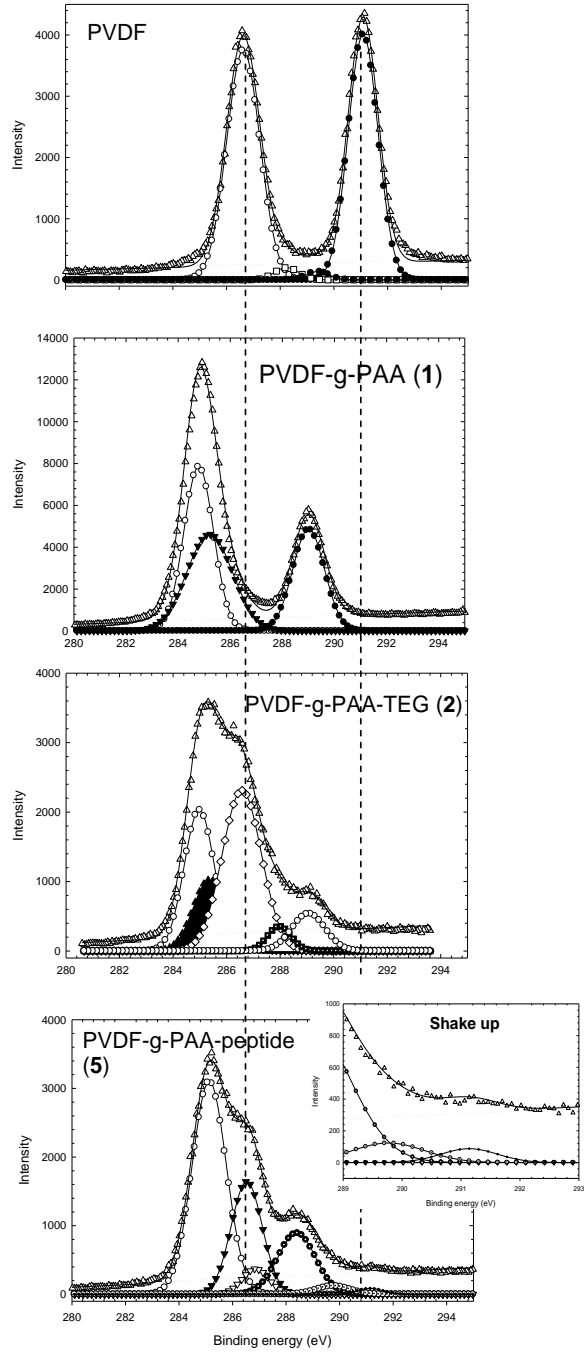 PVDF
4000
3000
2000
1000
0
Intensity
PVDF-g-PAA (1)
14000
12000
10000
8000
6000
4000
2000
0
Intensity
280 282 284 286 288 290 292 294
PVDF-g-PAA-TEG (2)
4000
3000
2000
1000
0
Intensity
280 282 284 286 288 290 292 294
PVDF-g-PAA-peptide
(5)
4000
3000
2000
1000
0
Intensity
280 282 284 286 288 290 292 294
Binding energy (eV)
Shake up
1000
800
600
400
200
0
Intensity
289 290 291 292 293
Binding energy (eV)